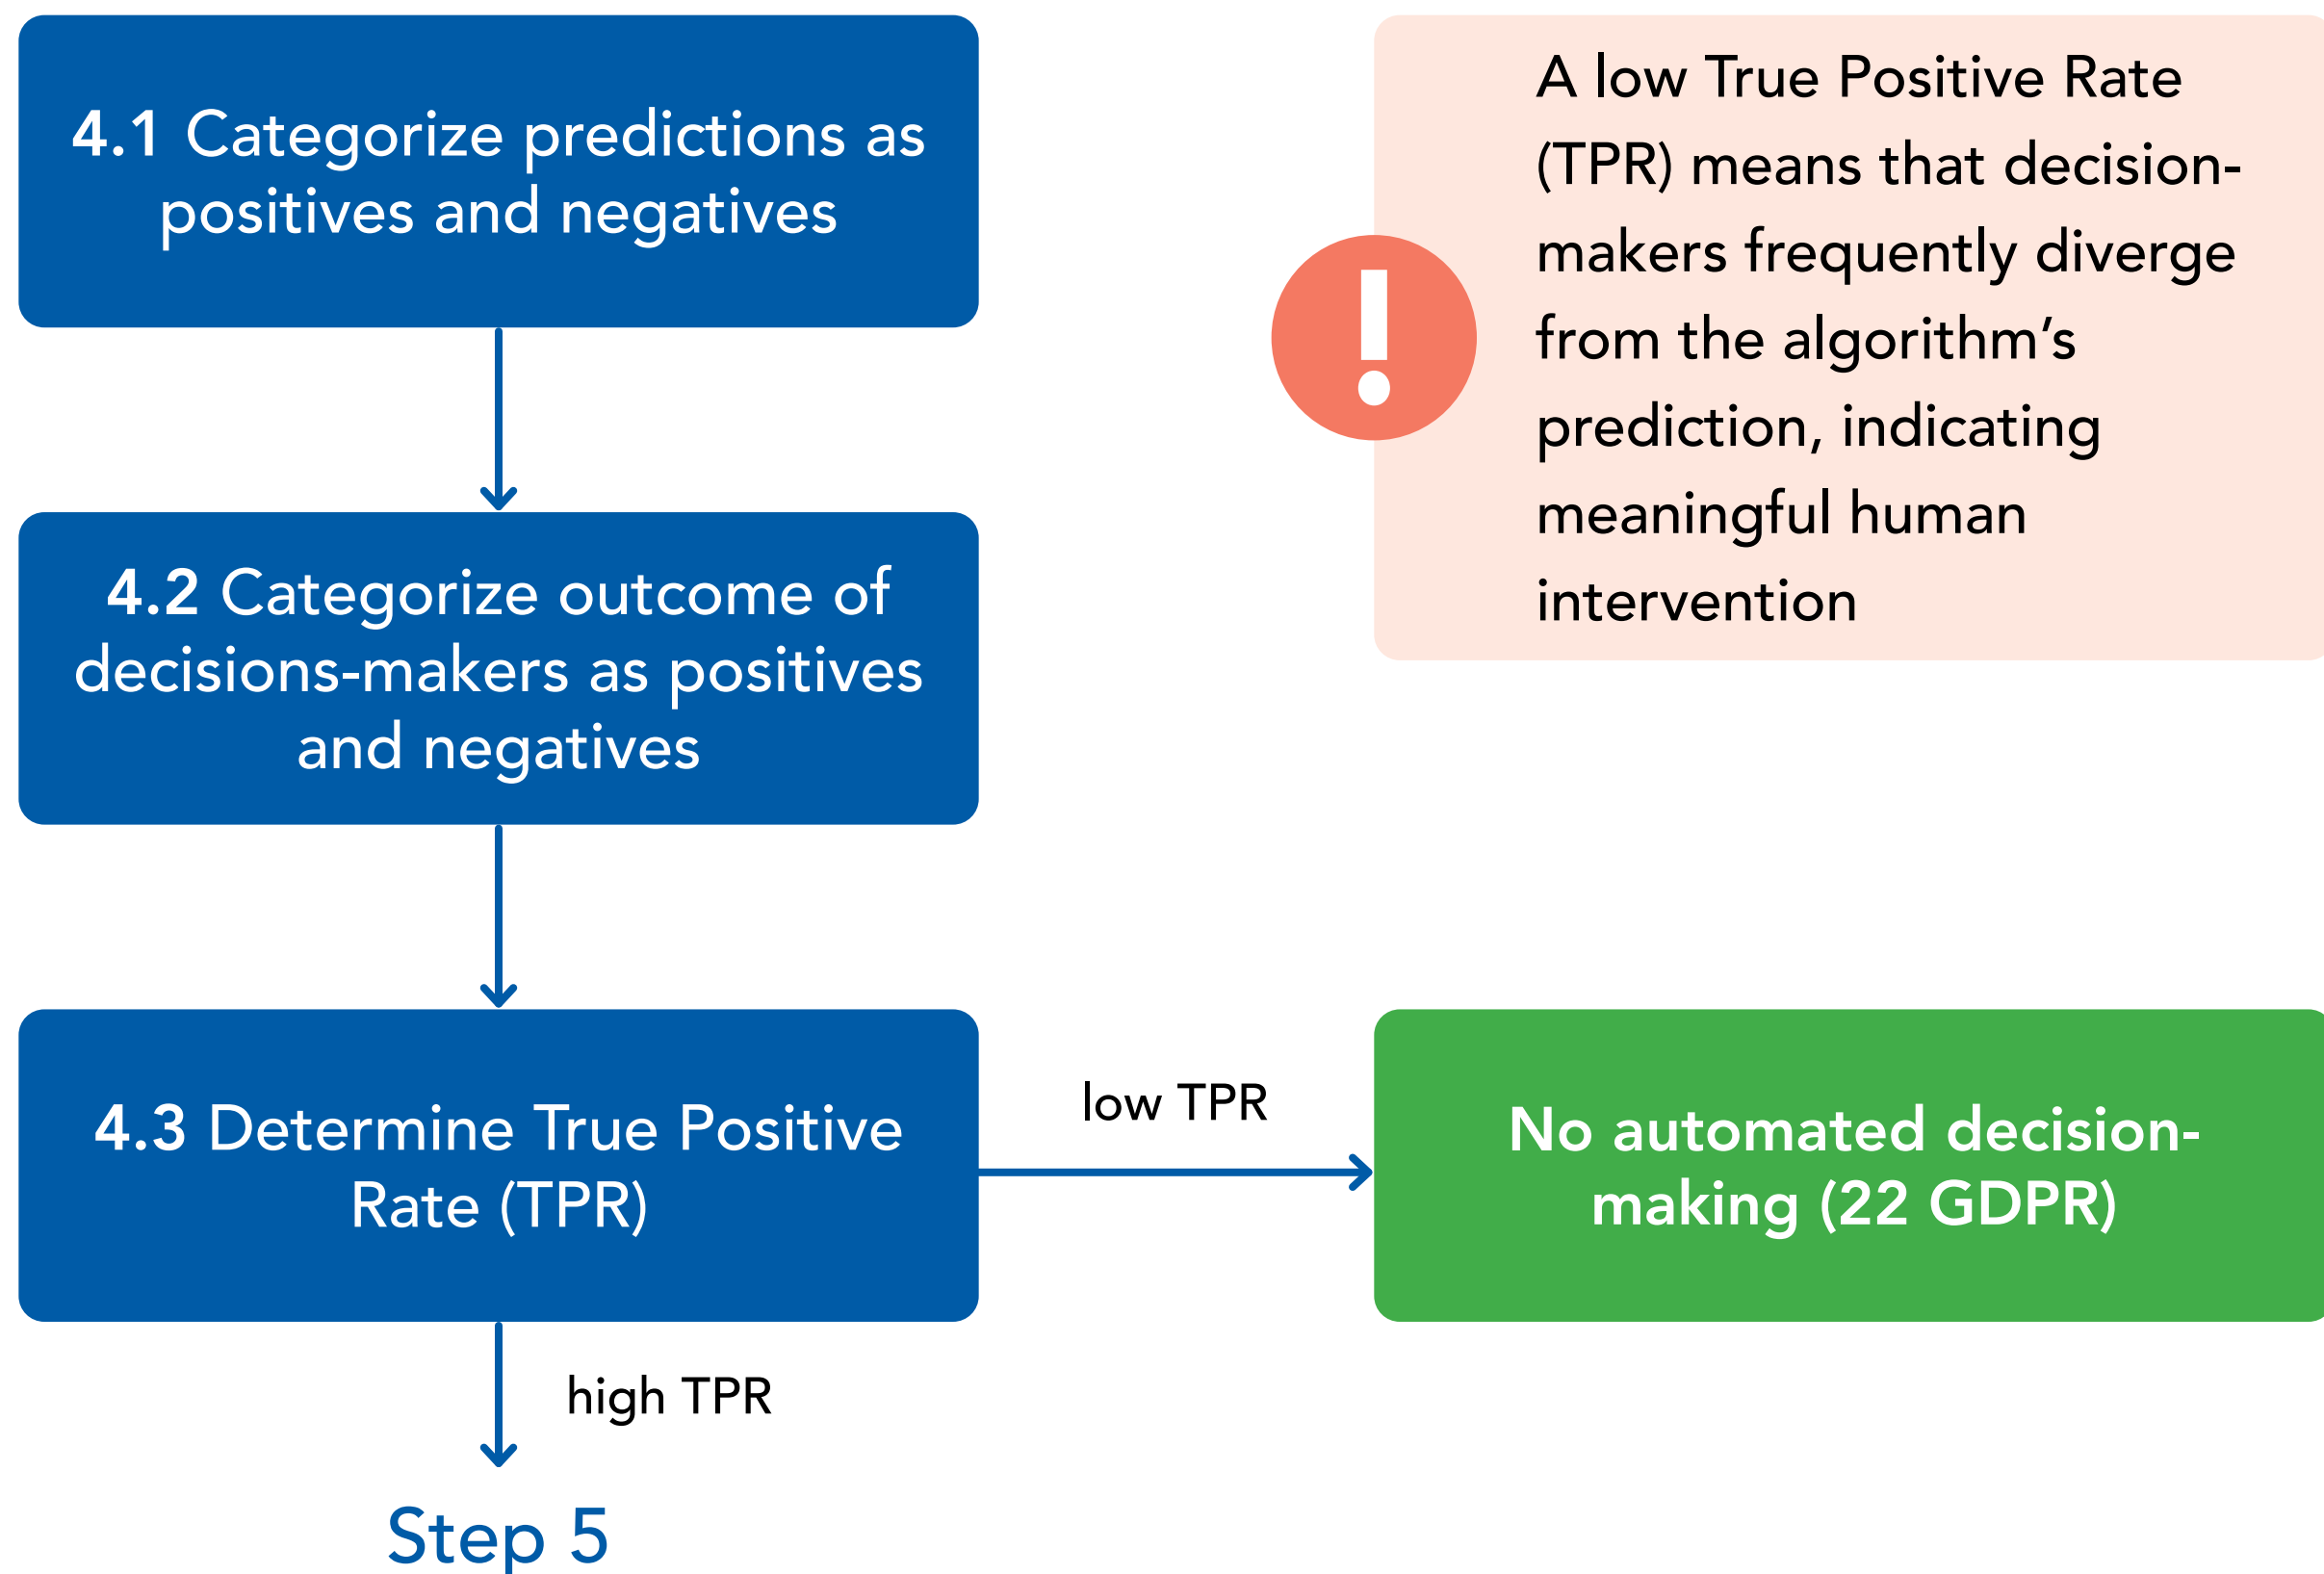 4.1 Categorize predictions as
positives and negatives
A low True Positive Rate
(TPR) means that decision-
makers frequently diverge
from the algorithm’s
prediction, indicating
meaningful human
intervention
!
4.2 Categorize outcome of
decisions-makers as positives
and negatives
4.3 Determine True Positive
Rate (TPR)
low TPR
No automated decision-
making (22 GDPR)
high TPR
Step 5